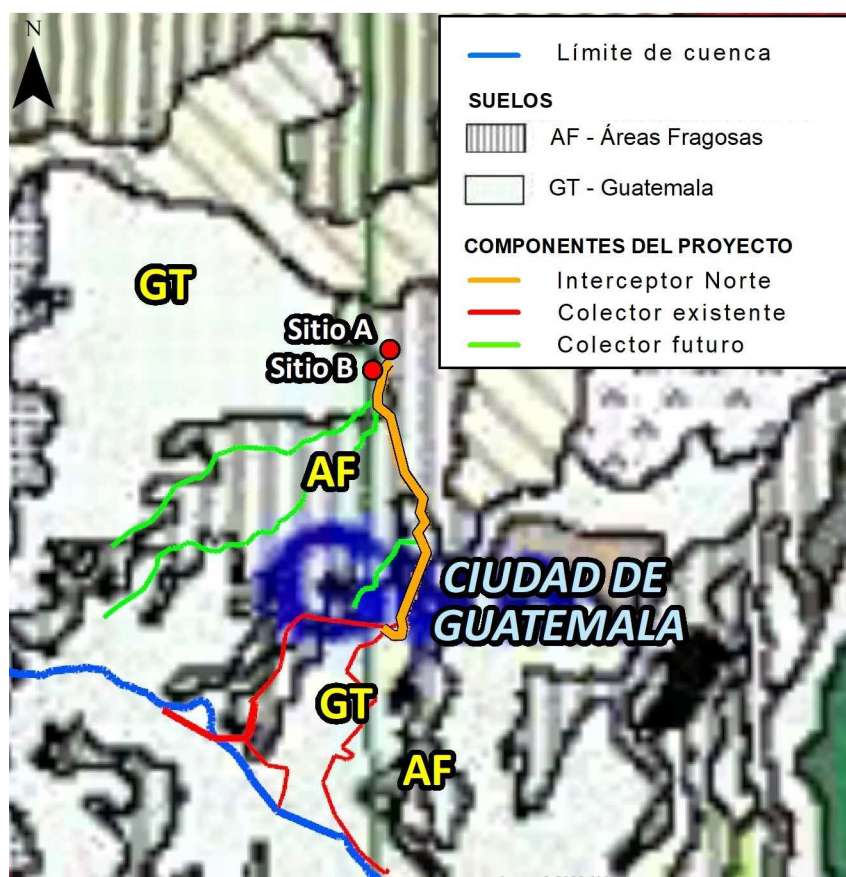 N
Límite de cuenca
SUELOS
AF - Áreas Fragosas
GT - Guatemala
COMPONENTES DEL PROYECTO
Interceptor Norte
Colector existente
Colector futuro
GT
Sitio A
Sitio B
AF
CIUDAD DE
GUATEMALA
GT
AF